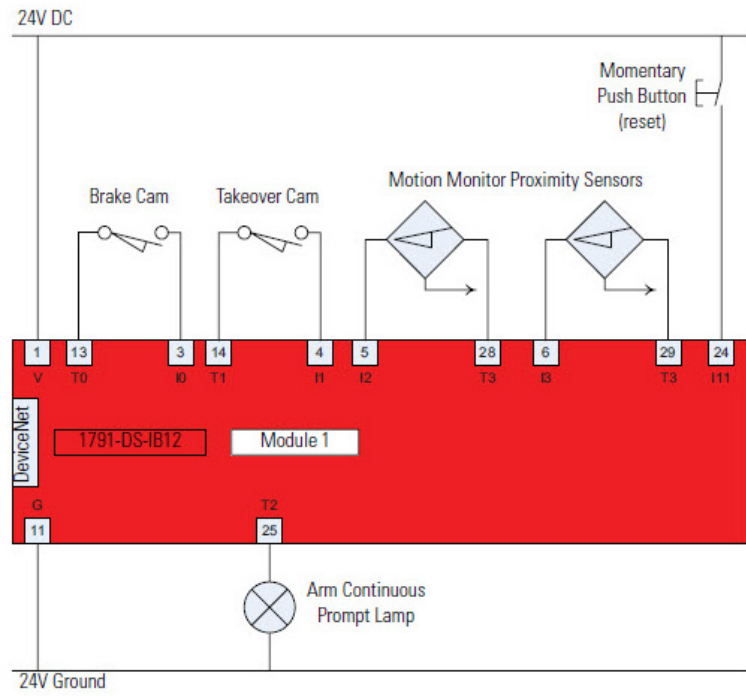 24V DC
Momentary
Push Button
(reset)
Motion Monitor Proximity Sensors
Brake Cam
Takeover Cam
1
13
3
14
4
5
28
6
29
24
V
T0
I0
T1
I1
I2
T3
I3
T3
I11
DeviceNet
1791-DS-IB12
Module 1
G
T2
11
25
Arm Continuous
Prompt Lamp
24V Ground